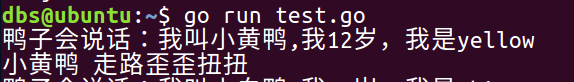 dbs@ubuntu:~$ go run test.go
鸭子会说话：我叫小黄鸭,我12岁，我是yellow
小黄鸭 走路歪歪扭扭